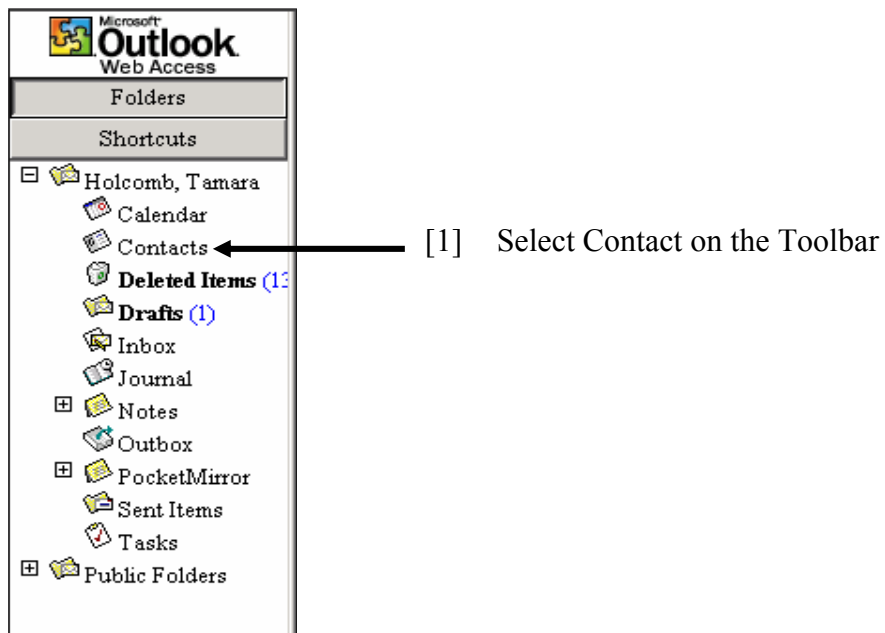 Microsoft
Outlook.
Web Access
Folders
Shortcuts
Holcomb, Tamara
Calendar
Contacts
[1] Select Contact on the Toolbar
Deleted Items (13
Drafts (1)
Inbox
Journal
Notes
Outbox
PocketMirror
Sent Items
Tasks
Public Folders